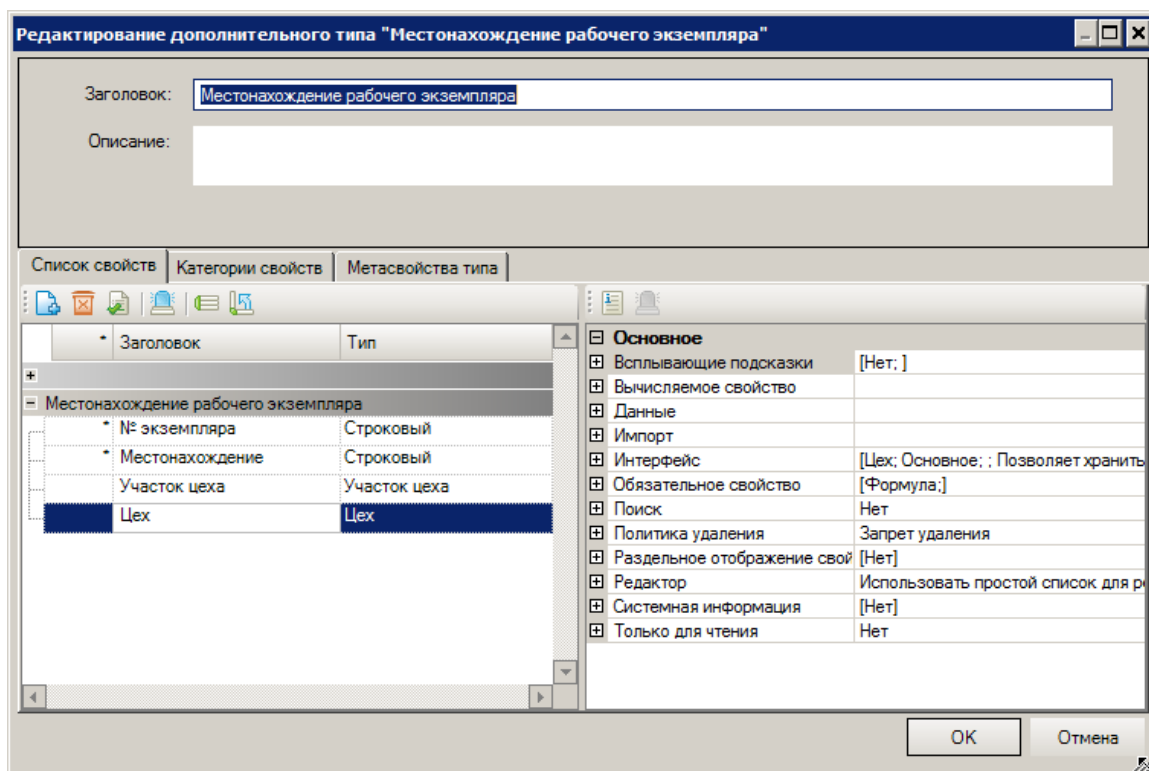 Редактирование дополнительного типа "Местонахождение рабочего экземпляра"
Заголовок: Местонахождение рабочего экземпляра
Описание:
Список свойств Категории свойств Метасвойства типа
* Заголовок Тип
Местонахождение рабочего экземпляра
* № экземпляра Строковый
* Местонахождение Строковый
Участок цеха Участок цеха
Цех Цех
Основное
Всплывающие подсказки [Нет; ]
Вычисляемое свойство
Данные
Импорт
Интерфейс [Цех; Основное; ; Позволяет хранить
Обязательное свойство [Формула;]
Поиск Нет
Политика удаления Запрет удаления
Раздельное отображение свой [Нет]
Редактор Использовать простой список для р
Системная информация [Нет]
Только для чтения Нет
OK Отмена